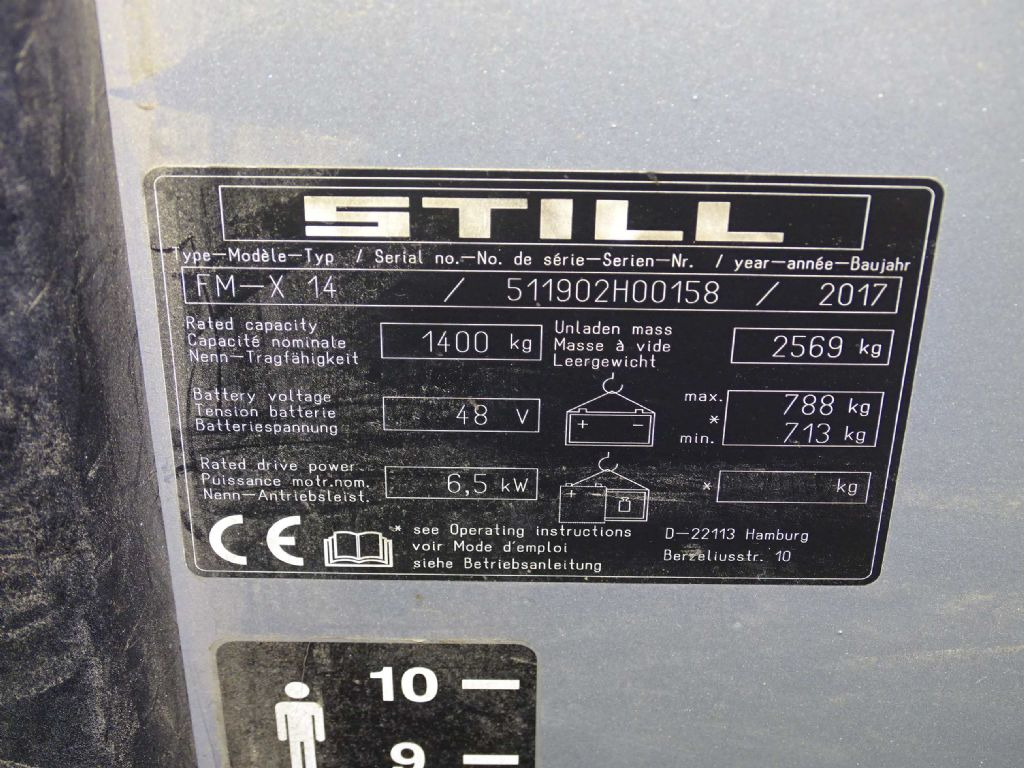 STILL
Type-Modèle-Typ / Serial no.-No. de série-Serien-Nr. / year-année-Baujahr
FM-X 14 / 511902H00158 / 2017
Rated capacity
Capacité nominale
Nenn-Tragfähigkeit
1400 kg
Unladen mass
Masse à vide
Leergewicht
2569 kg
Battery voltage
Tension batterie
Batteriespannung
48 V
+ -
max. 788 kg
*
min. 713 kg
Rated drive power
Puissance motr.nom.
Nenn-Antriebsleist.
6,5 kW
+ -
* kg
CE
* see Operating instructions
voir Mode d'emploi
siehe Betriebsanleitung
D-22113 Hamburg
Berzeliusstr. 10
10
9